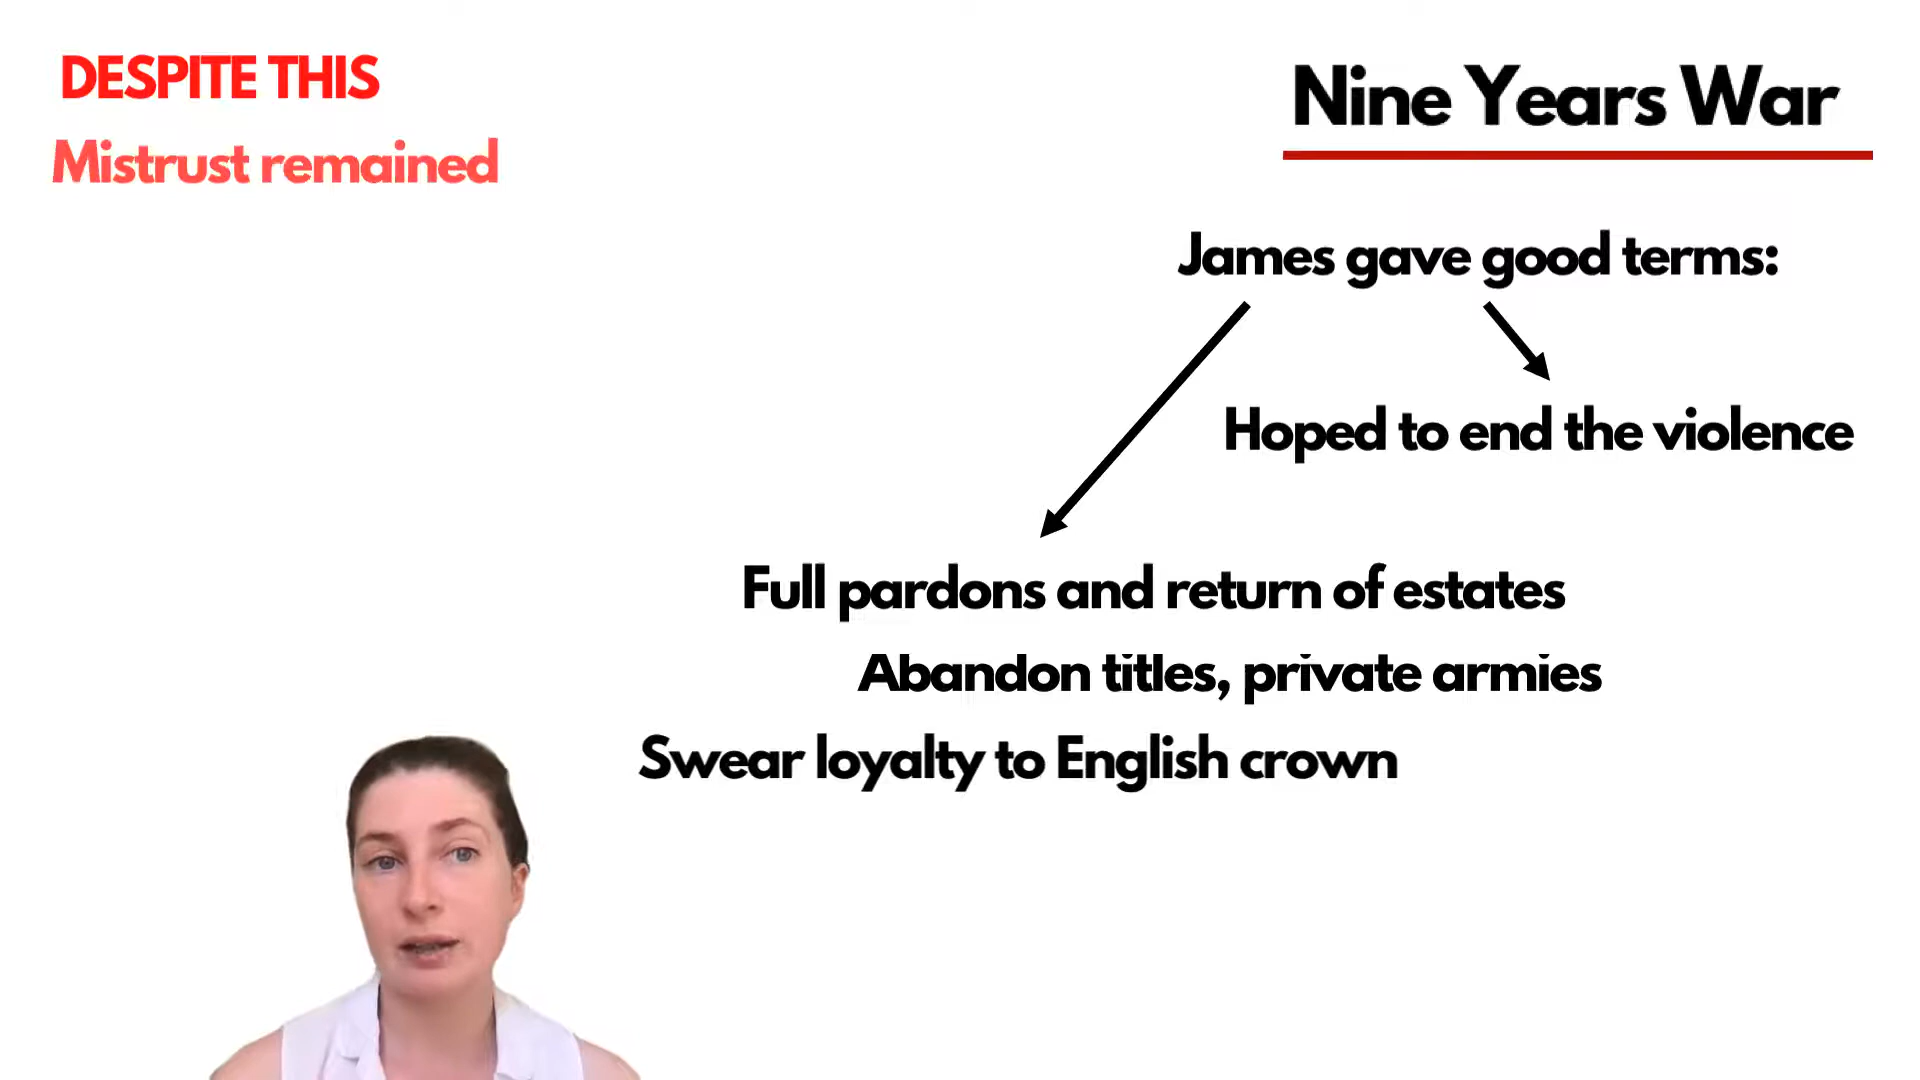 DESPITE THIS
Mistrust remained
Nine Years War
James gave good terms:
Hoped to end the violence
Full pardons and return of estates
Abandon titles, private armies
Swear loyalty to English crown